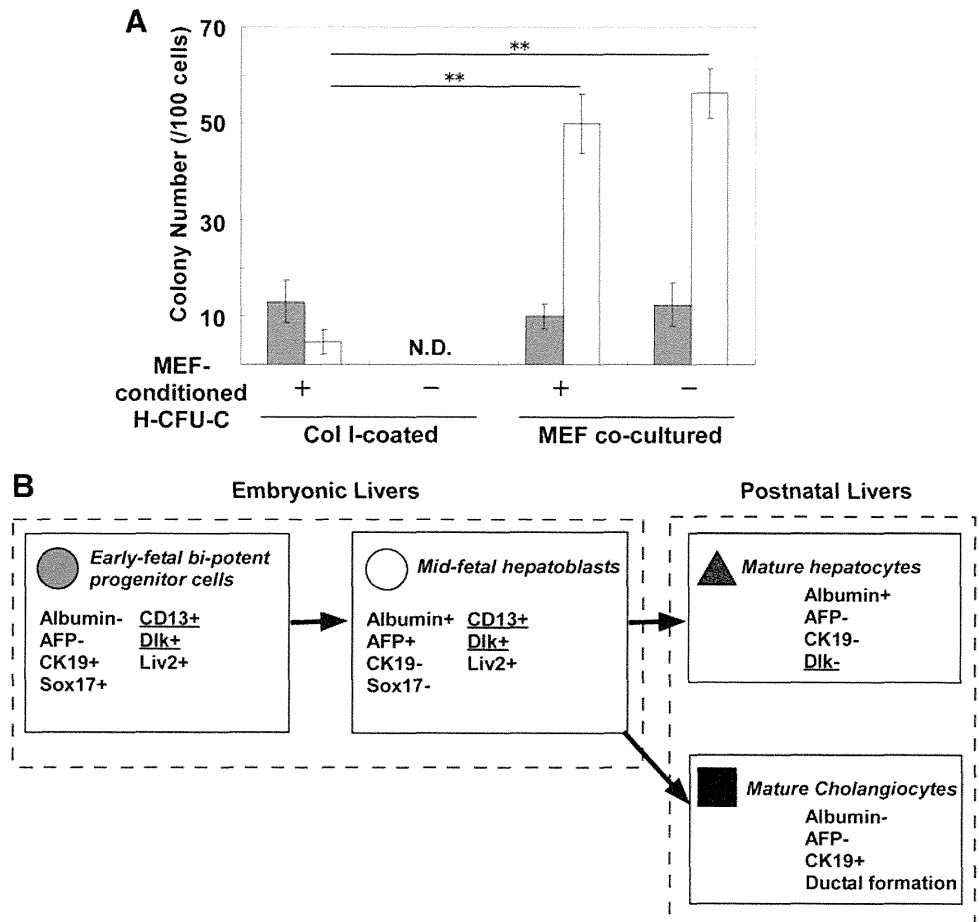 A
70
50
30
10
Colony Number (/100 cells)
**
**
N.D.
MEF-
conditioned
H-CFU-C
+ − + −
Col I-coated MEF co-cultured
B
Embryonic Livers Postnatal Livers
Early-fetal bi-potent
progenitor cells
Albumin- CD13+
AFP- Dlk+
CK19+ Liv2+
Sox17+
Mid-fetal hepatoblasts
Albumin+ CD13+
AFP+ Dlk+
CK19- Liv2+
Sox17-
Mature hepatocytes
Albumin+
AFP-
CK19-
Dlk-
Mature Cholangiocytes
Albumin-
AFP-
CK19+
Ductal formation